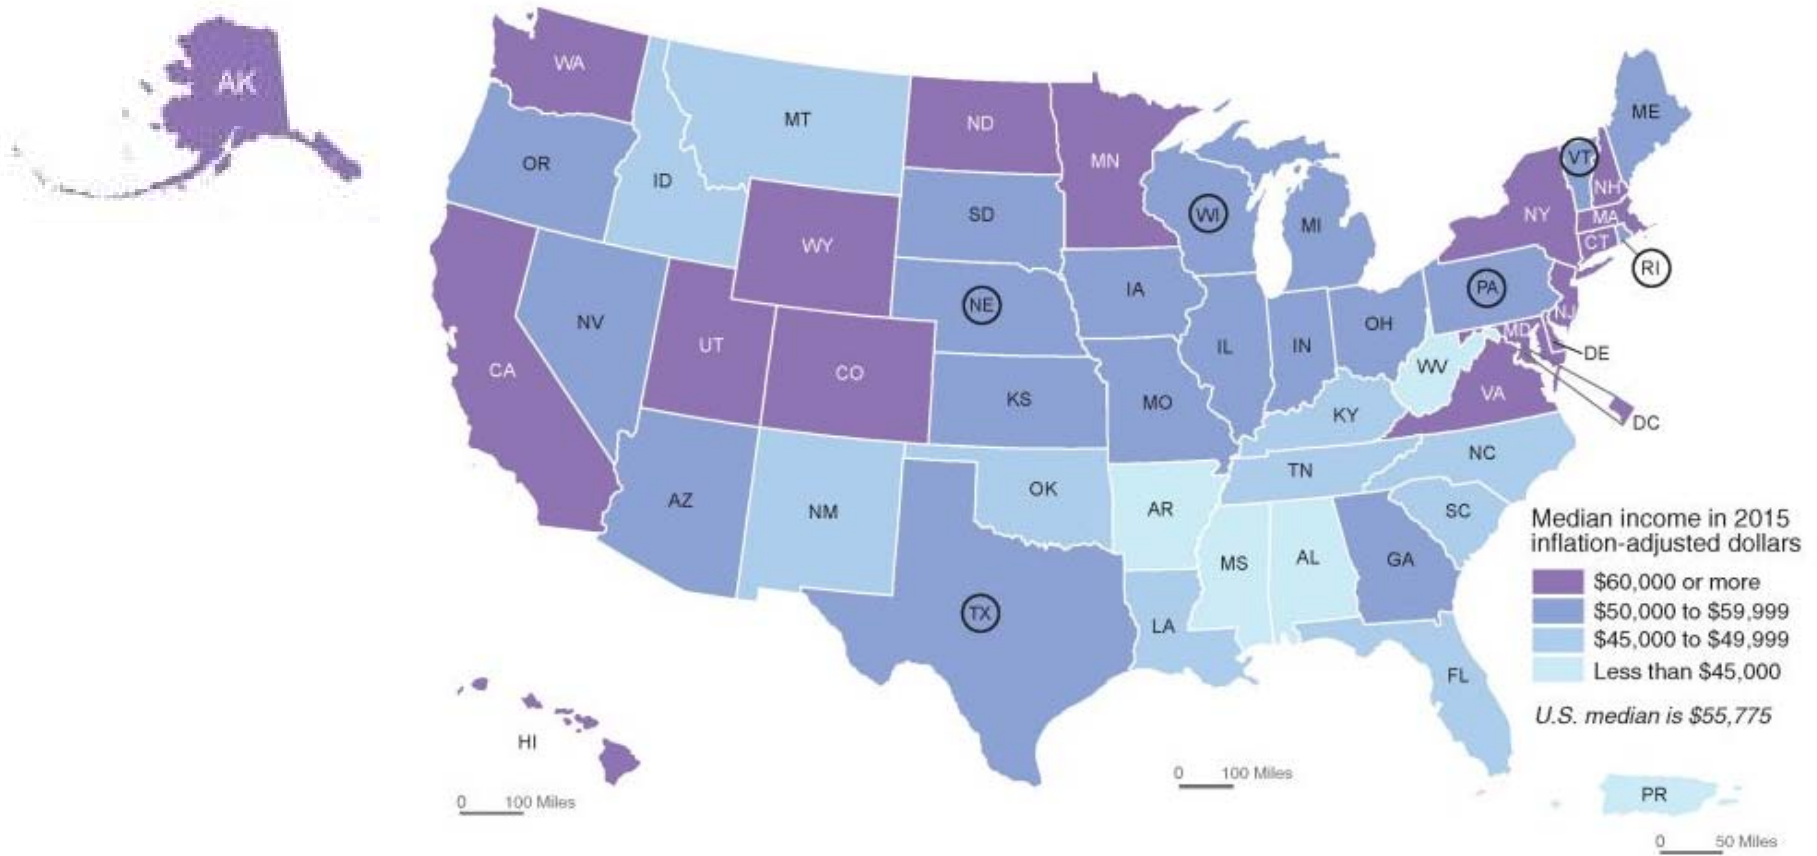 AK
WA
MT
ND
MN
ME
OR
ID
VT
NH
SD
WI
MI
NY
MA
CT
WY
RI
NE
IA
PA
NV
UT
CO
IL
IN
OH
NJ
MD
DE
CA
KS
MO
WV
VA
DC
KY
AZ
NM
OK
TN
NC
AR
SC
MS
AL
GA
TX
LA
FL
Median income in 2015
inflation-adjusted dollars
$60,000 or more
$50,000 to $59,999
$45,000 to $49,999
Less than $45,000
U.S. median is $55,775
HI
0 100 Miles
0 100 Miles
PR
0 50 Miles